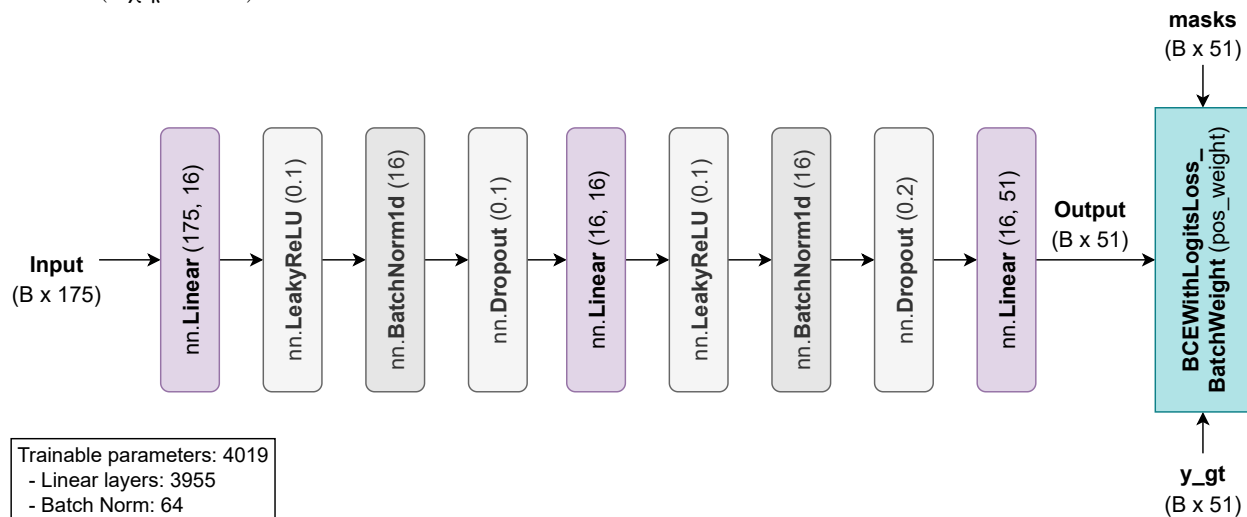 masks
(B x 51)
Input
(B x 175)
nn.Linear (175, 16)
nn.LeakyReLU (0.1)
nn.BatchNorm1d (16)
nn.Dropout (0.1)
nn.Linear (16, 16)
nn.LeakyReLU (0.1)
nn.BatchNorm1d (16)
nn.Dropout (0.2)
nn.Linear (16, 51)
Output
(B x 51)
BCEWithLogitsLoss_
BatchWeight (pos_weight)
y_gt
(B x 51)
Trainable parameters: 4019
- Linear layers: 3955
- Batch Norm: 64